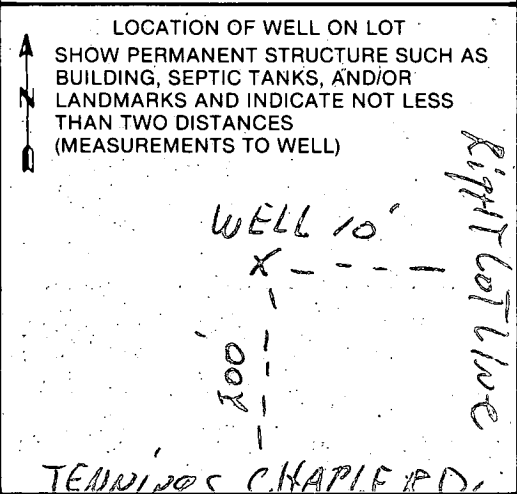 LOCATION OF WELL ON LOT
SHOW PERMANENT STRUCTURE SUCH AS
BUILDING, SEPTIC TANKS, AND/OR
N
LANDMARKS AND INDICATE NOT LESS
THAN TWO DISTANCES
(MEASUREMENTS TO WELL)
RigHT LoT LiNe
WELL 10'
X
200'
JENNINGS CHAPLE RD.